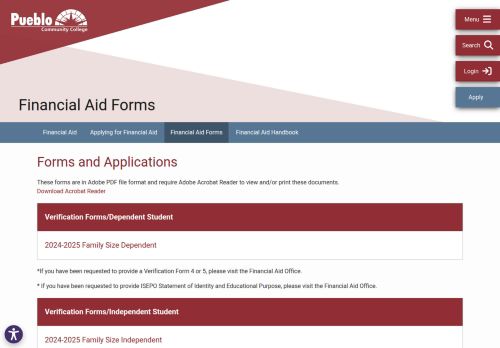 Pueblo
Community College
Menu
Search
Login
Apply
Financial Aid Forms
Financial Aid
Applying for Financial Aid
Financial Aid Forms
Financial Aid Handbook
Forms and Applications
These forms are in Adobe PDF file format and require Adobe Acrobat Reader to view and/or print these documents.
Download Acrobat Reader
Verification Forms/Dependent Student
2024-2025 Family Size Dependent
*If you have been requested to provide a Verification Form 4 or 5, please visit the Financial Aid Office.
* If you have been requested to provide ISEPO Statement of Identity and Educational Purpose, please visit the Financial Aid Office.
Verification Forms/Independent Student
2024-2025 Family Size Independent